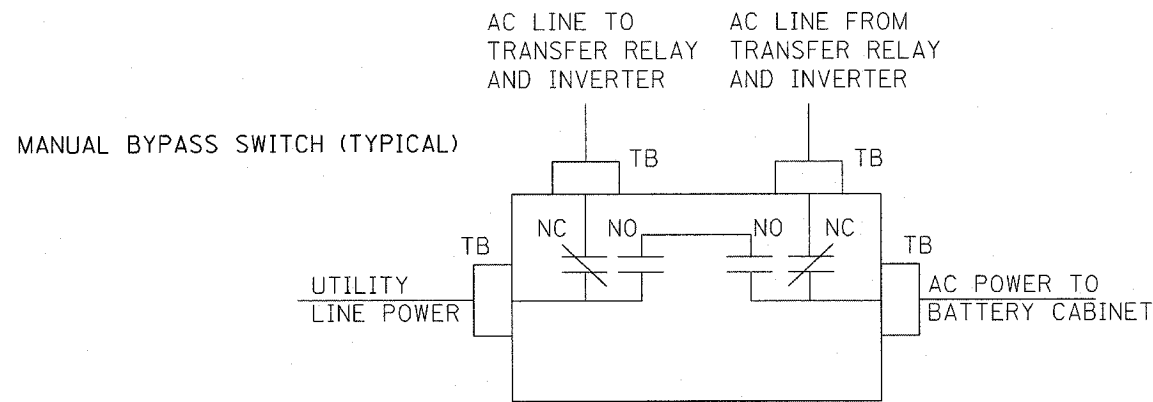 AC LINE TO
TRANSFER RELAY
AND INVERTER
AC LINE FROM
TRANSFER RELAY
AND INVERTER
MANUAL BYPASS SWITCH (TYPICAL)
TB
TB
NC
NO
NO
NC
TB
TB
UTILITY
LINE POWER
AC POWER TO
BATTERY CABINET